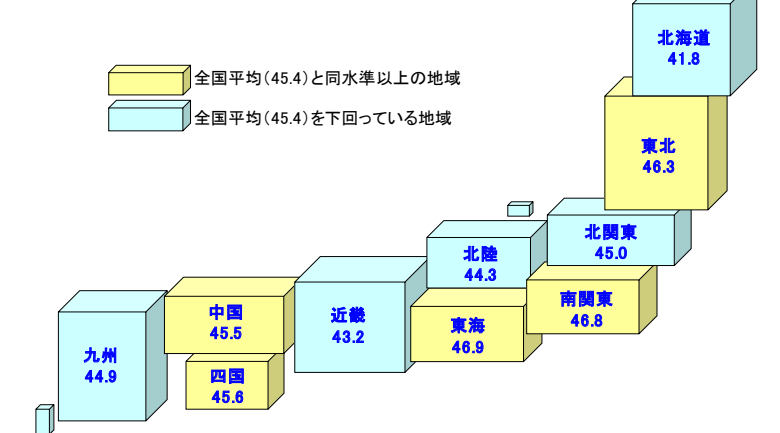 全国平均(45.4)と同水準以上の地域
全国平均(45.4)を下回っている地域
北海道
41.8
東北
46.3
北関東
45.0
北陸
44.3
南関東
46.8
東海
46.9
近畿
43.2
中国
45.5
四国
45.6
九州
44.9